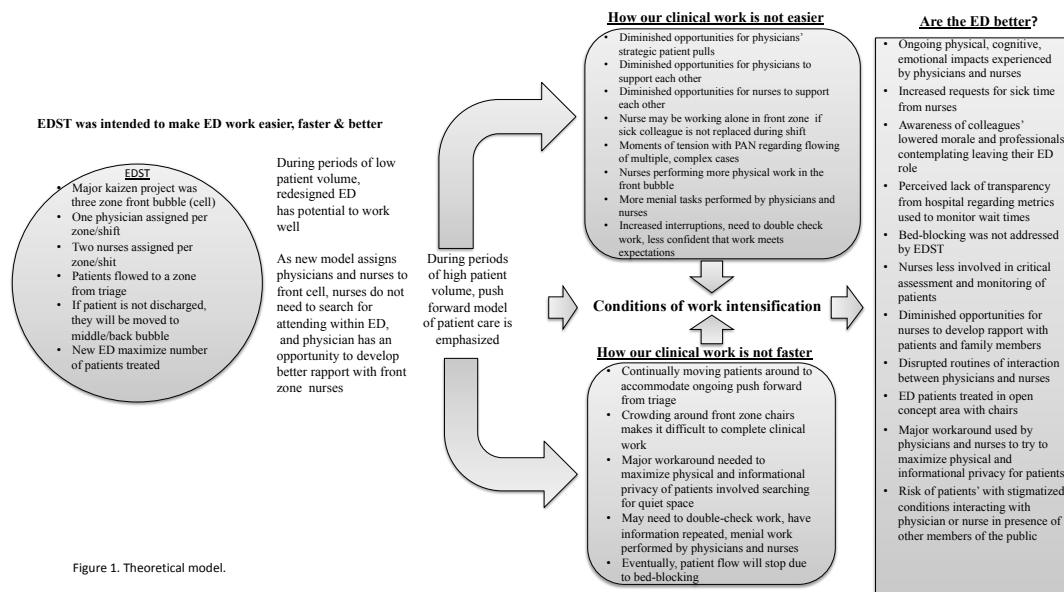 EDST was intended to make ED work easier, faster & better
EDST
• Major kaizen project was
three zone front bubble (cell)
• One physician assigned per
zone/shift
• Two nurses assigned per
zone/shit
• Patients flowed to a zone
from triage
• If patient is not discharged,
they will be moved to
middle/back bubble
• New ED maximize number
of patients treated
During periods of low
patient volume,
redesigned ED
has potential to work
well
As new model assigns
physicians and nurses to
front cell, nurses do not
need to search for
attending within ED,
and physician has an
opportunity to develop
better rapport with front
zone nurses
During periods
of high patient
volume, push
forward model
of patient care is
emphasized
How our clinical work is not easier
• Diminished opportunities for physicians'
strategic patient pulls
• Diminished opportunities for physicians to
support each other
• Diminished opportunities for nurses to support
each other
• Nurse may be working alone in front zone if
sick colleague is not replaced during shift
• Moments of tension with PAN regarding flowing
of multiple, complex cases
• Nurses performing more physical work in the
front bubble
• More menial tasks performed by physicians and
nurses
• Increased interruptions, need to double check
work, less confident that work meets
expectations
Conditions of work intensification
How our clinical work is not faster
• Continually moving patients around to
accommodate ongoing push forward
from triage
• Crowding around front zone chairs
makes it difficult to complete clinical
work
• Major workaround needed to
maximize physical and informational
privacy of patients involved searching
for quiet space
• May need to double-check work, have
information repeated, menial work
performed by physicians and nurses
• Eventually, patient flow will stop due
to bed-blocking
Are the ED better?
• Ongoing physical, cognitive,
emotional impacts experienced
by physicians and nurses
• Increased requests for sick time
from nurses
• Awareness of colleagues'
lowered morale and professionals
contemplating leaving their ED
role
• Perceived lack of transparency
from hospital regarding metrics
used to monitor wait times
• Bed-blocking was not addressed
by EDST
• Nurses less involved in critical
assessment and monitoring of
patients
• Diminished opportunities for
nurses to develop rapport with
patients and family members
• Disrupted routines of interaction
between physicians and nurses
• ED patients treated in open
concept area with chairs
• Major workaround used by
physicians and nurses to try to
maximize physical and
informational privacy for patients
• Risk of patients' with stigmatized
conditions interacting with
physician or nurse in presence of
other members of the public
Figure 1. Theoretical model.